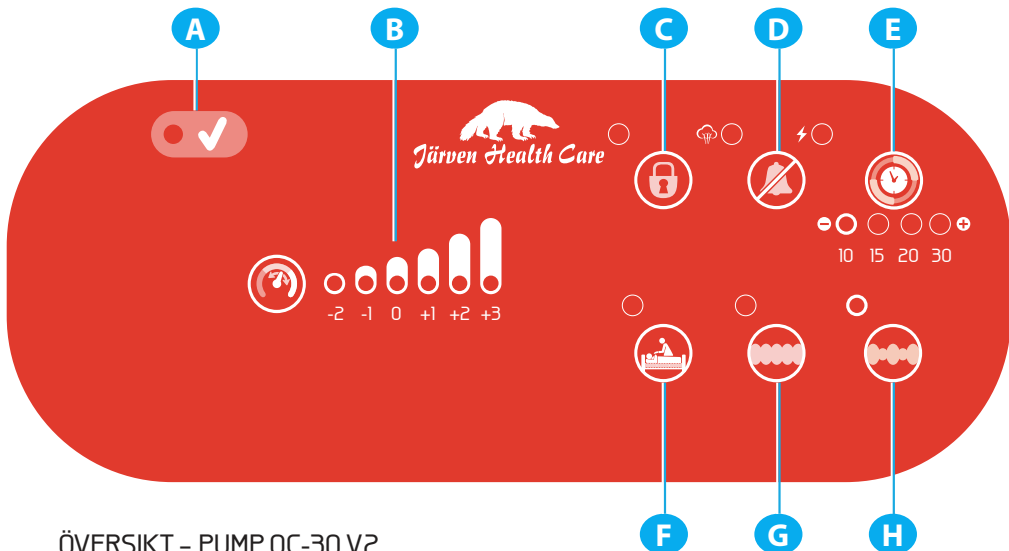 A B C D E
Järven Health Care
10 15 20 30
-2 -1 0 +1 +2 +3
ÖVERSIKT – PUMP OC-30 V2
F G H